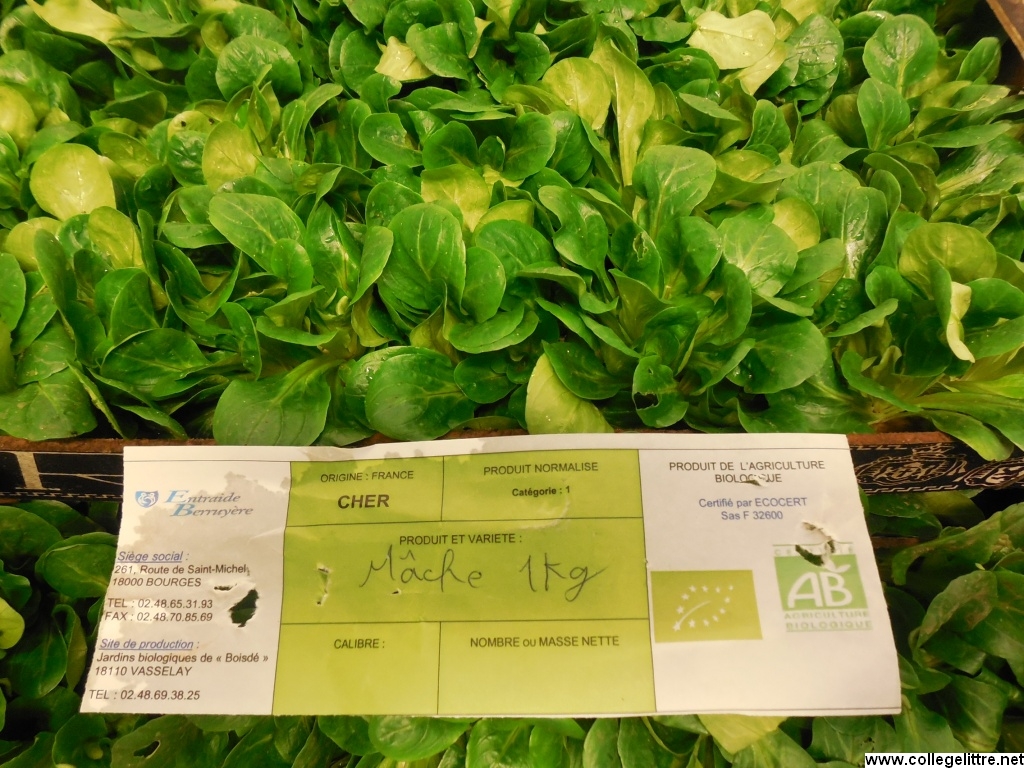 Entraide
Berruyère
Siège social :
261, Route de Saint-Michel
18000 BOURGES
TEL : 02.48.65.31.93
FAX : 02.48.70.85.69
Site de production :
Jardins biologiques de « Boisdé »
18110 VASSELAY
TEL : 02.48.69.38.25
ORIGINE : FRANCE
CHER
PRODUIT NORMALISE
Catégorie : 1
PRODUIT ET VARIETE :
Mâche 1Kg
CALIBRE :
NOMBRE ou MASSE NETTE
PRODUIT DE L'AGRICULTURE
BIOLOGIQUE
Certifié par ECOCERT
Sas F 32600
AB
AGRICULTURE
BIOLOGIQUE
www.collegelittre.net